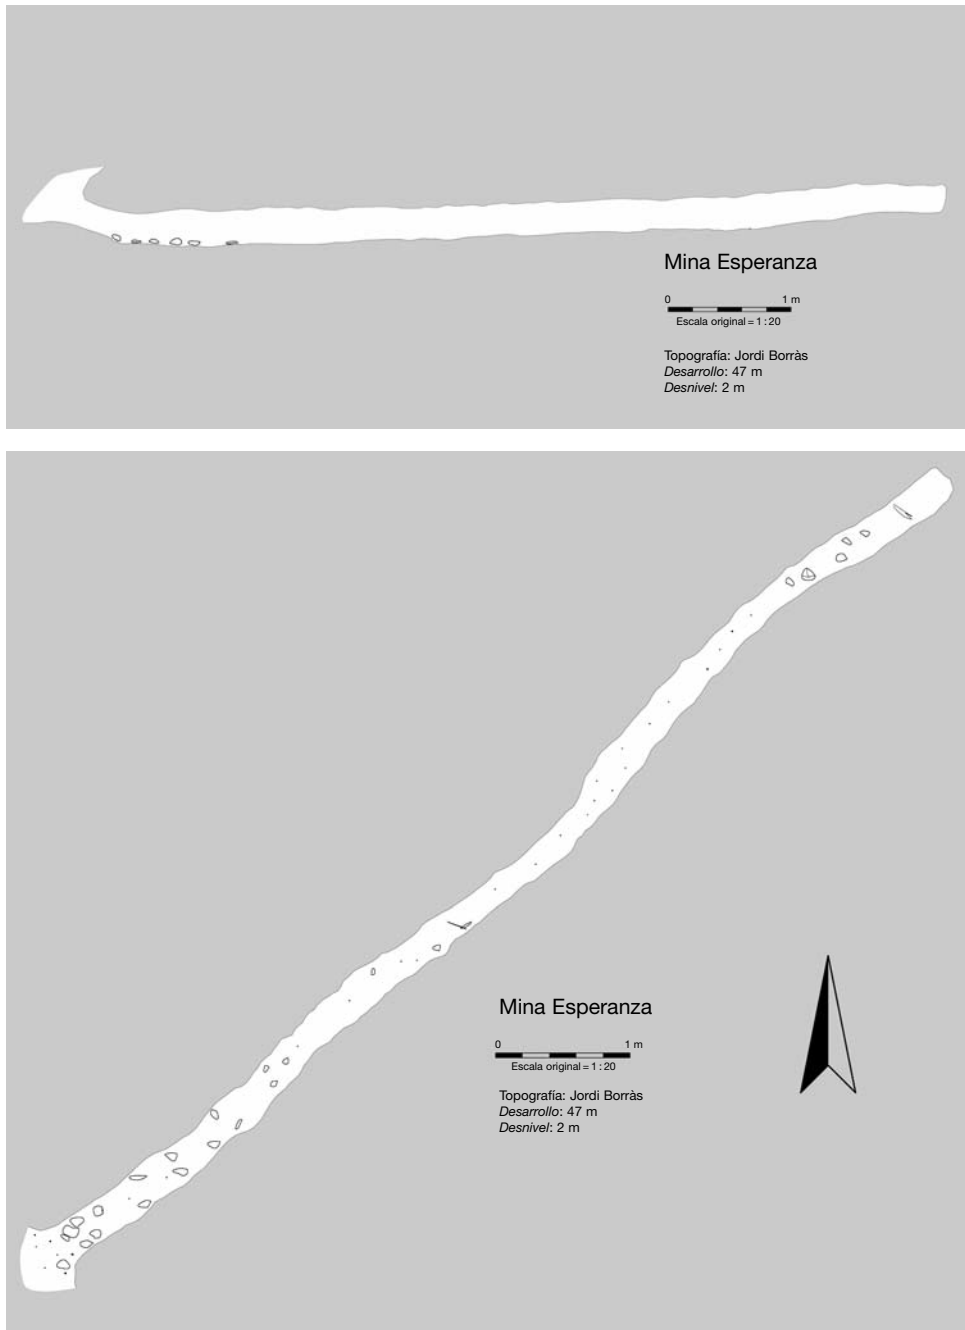 Mina Esperanza
0 1 m
Escala original = 1 : 20
Topografía: Jordi Borràs
Desarrollo: 47 m
Desnivel: 2 m
Mina Esperanza
0 1 m
Escala original = 1 : 20
Topografía: Jordi Borràs
Desarrollo: 47 m
Desnivel: 2 m